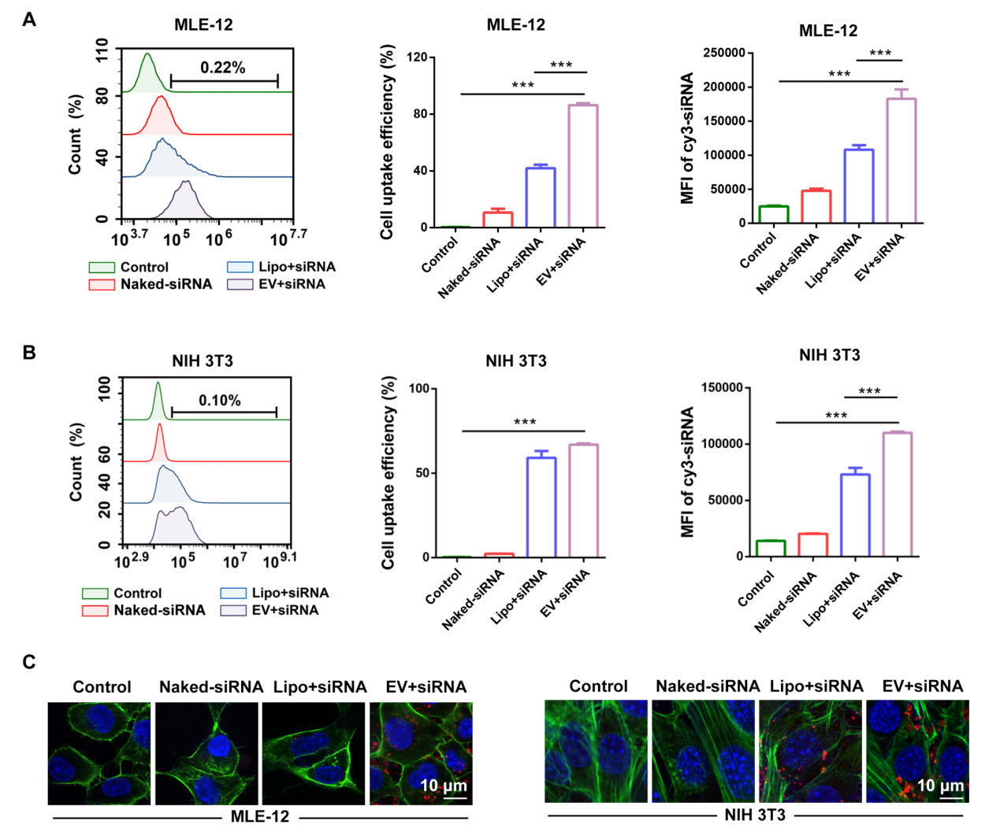 A
MLE-12
MLE-12
MLE-12
Count (%)
110
80
40
0
0.22%
10^3.7 10^5 10^6 10^7.7
Control
Naked-siRNA
Lipo+siRNA
EV+siRNA
Cell uptake efficiency (%)
120
80
40
0
***
***
Control
Naked-siRNA
Lipo+siRNA
EV+siRNA
MFI of cy3-siRNA
250000
200000
150000
100000
50000
0
***
***
Control
Naked-siRNA
Lipo+siRNA
EV+siRNA
B
NIH 3T3
NIH 3T3
NIH 3T3
Count (%)
100
60
40
20
0
0.10%
10^2.9 10^5 10^7 10^9.1
Control
Naked-siRNA
Lipo+siRNA
EV+siRNA
Cell uptake efficiency (%)
100
50
0
***
Control
Naked-siRNA
Lipo+siRNA
EV+siRNA
MFI of cy3-siRNA
150000
100000
50000
0
***
***
Control
Naked-siRNA
Lipo+siRNA
EV+siRNA
C
Control Naked-siRNA Lipo+siRNA EV+siRNA
10 μm
MLE-12
Control Naked-siRNA Lipo+siRNA EV+siRNA
10 μm
NIH 3T3